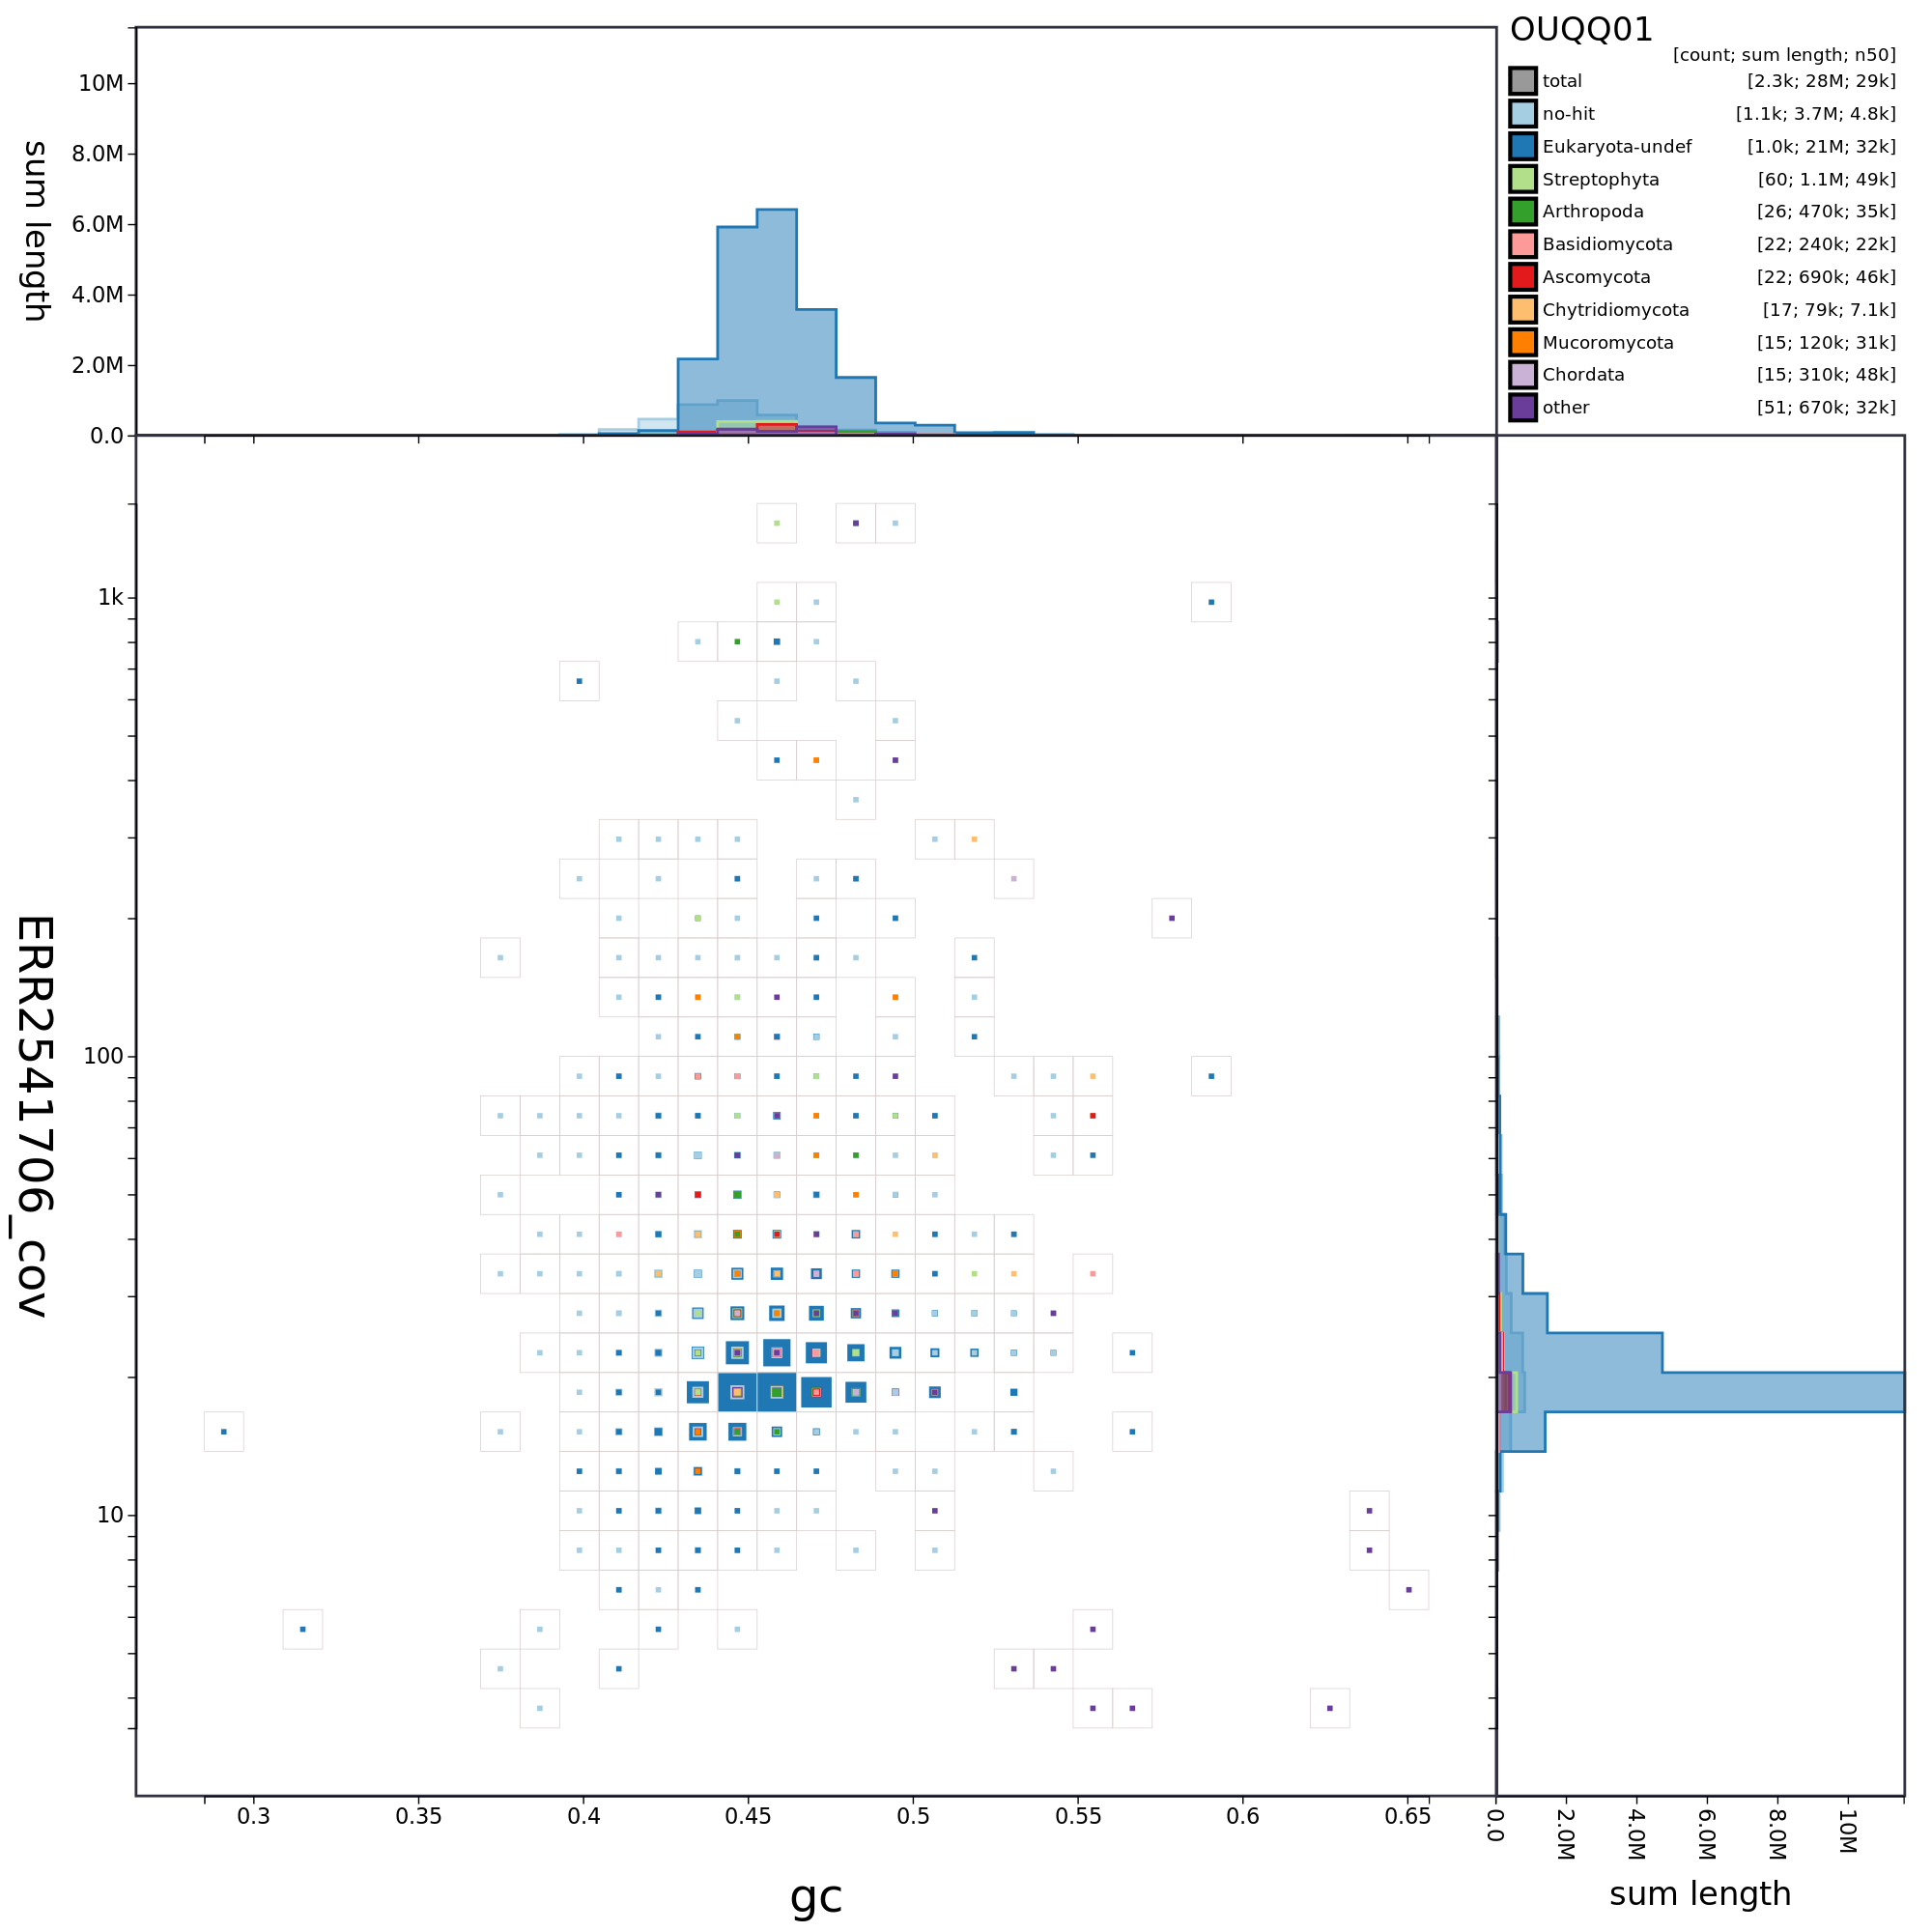 OUQQ01
[count; sum length; n50]
total [2.3k; 28M; 29k]
no-hit [1.1k; 3.7M; 4.8k]
Eukaryota-undef [1.0k; 21M; 32k]
Streptophyta [60; 1.1M; 49k]
Arthropoda [26; 470k; 35k]
Basidiomycota [22; 240k; 22k]
Ascomycota [22; 690k; 46k]
Chytridiomycota [17; 79k; 7.1k]
Mucoromycota [15; 120k; 31k]
Chordata [15; 310k; 48k]
other [51; 670k; 32k]
sum length
10M
8.0M
6.0M
4.0M
2.0M
0.0
ERR2541706_cov
1k
100
10
0.3 0.35 0.4 0.45 0.5 0.55 0.6 0.65
gc
0.0 2.0M 4.0M 6.0M 8.0M 10M
sum length